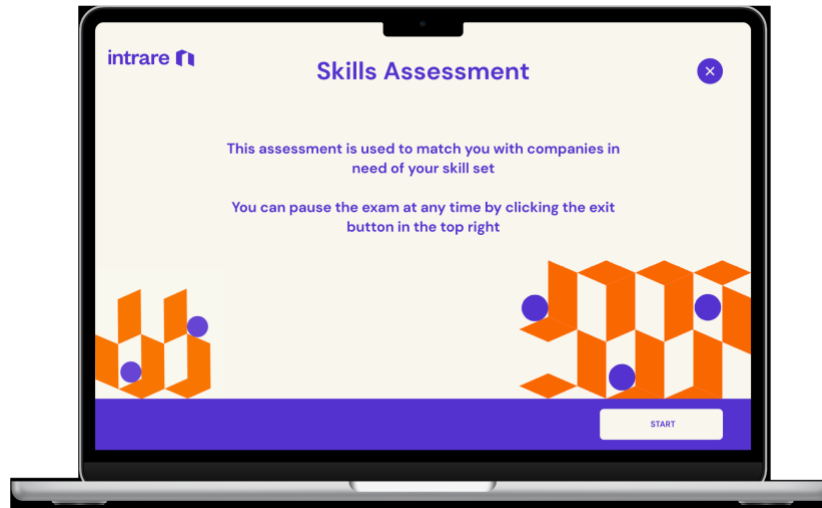 intrare
Skills Assessment
This assessment is used to match you with companies in
need of your skill set
You can pause the exam at any time by clicking the exit
button in the top right
START